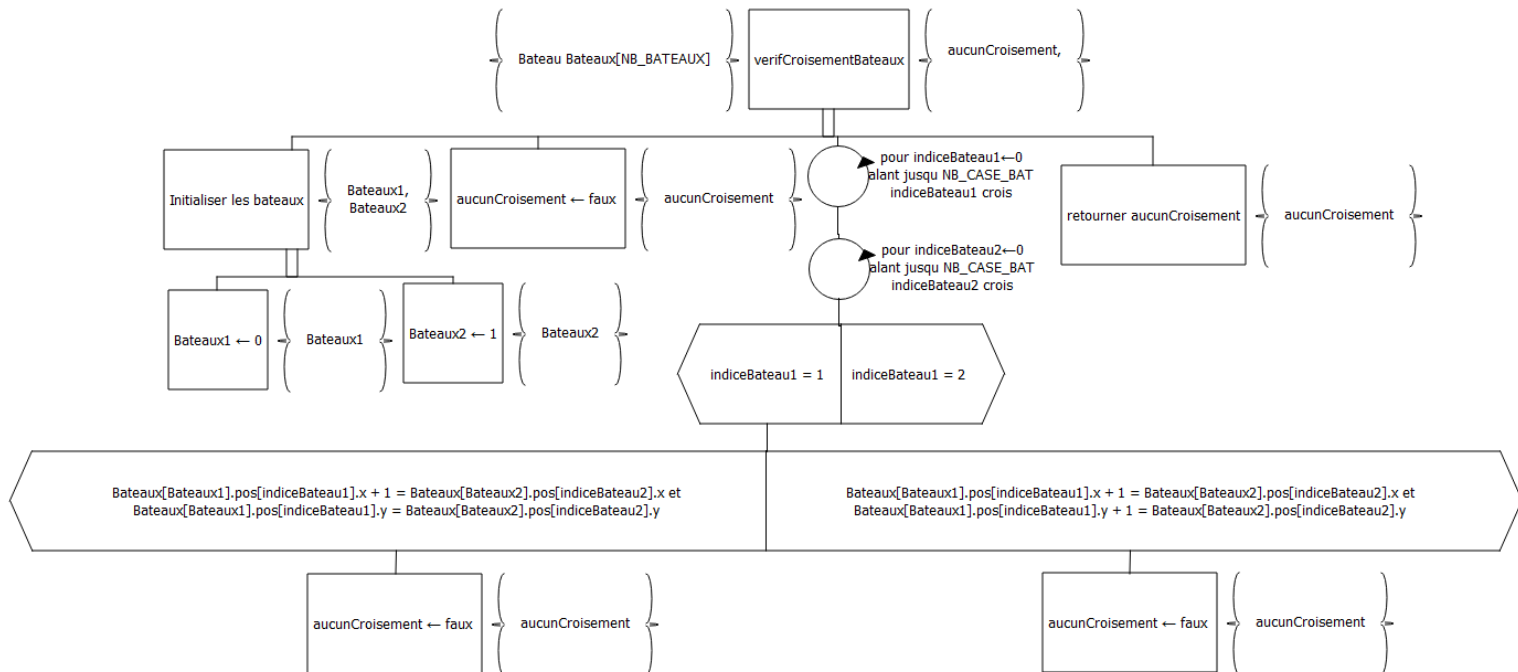 Bateau Bateaux[NB_BATEAUX]
verifCroisementBateaux
aucunCroisement,
Initialiser les bateaux
Bateaux1,
Bateaux2
aucunCroisement ← faux
aucunCroisement
pour indiceBateau1←0
alant jusqu NB_CASE_BAT
indiceBateau1 crois
retourner aucunCroisement
aucunCroisement
pour indiceBateau2←0
alant jusqu NB_CASE_BAT
indiceBateau2 crois
Bateaux1 ← 0
Bateaux1
Bateaux2 ← 1
Bateaux2
indiceBateau1 = 1
indiceBateau1 = 2
Bateaux[Bateaux1].pos[indiceBateau1].x + 1 = Bateaux[Bateaux2].pos[indiceBateau2].x et
Bateaux[Bateaux1].pos[indiceBateau1].y = Bateaux[Bateaux2].pos[indiceBateau2].y
Bateaux[Bateaux1].pos[indiceBateau1].x + 1 = Bateaux[Bateaux2].pos[indiceBateau2].x et
Bateaux[Bateaux1].pos[indiceBateau1].y + 1 = Bateaux[Bateaux2].pos[indiceBateau2].y
aucunCroisement ← faux
aucunCroisement
aucunCroisement ← faux
aucunCroisement